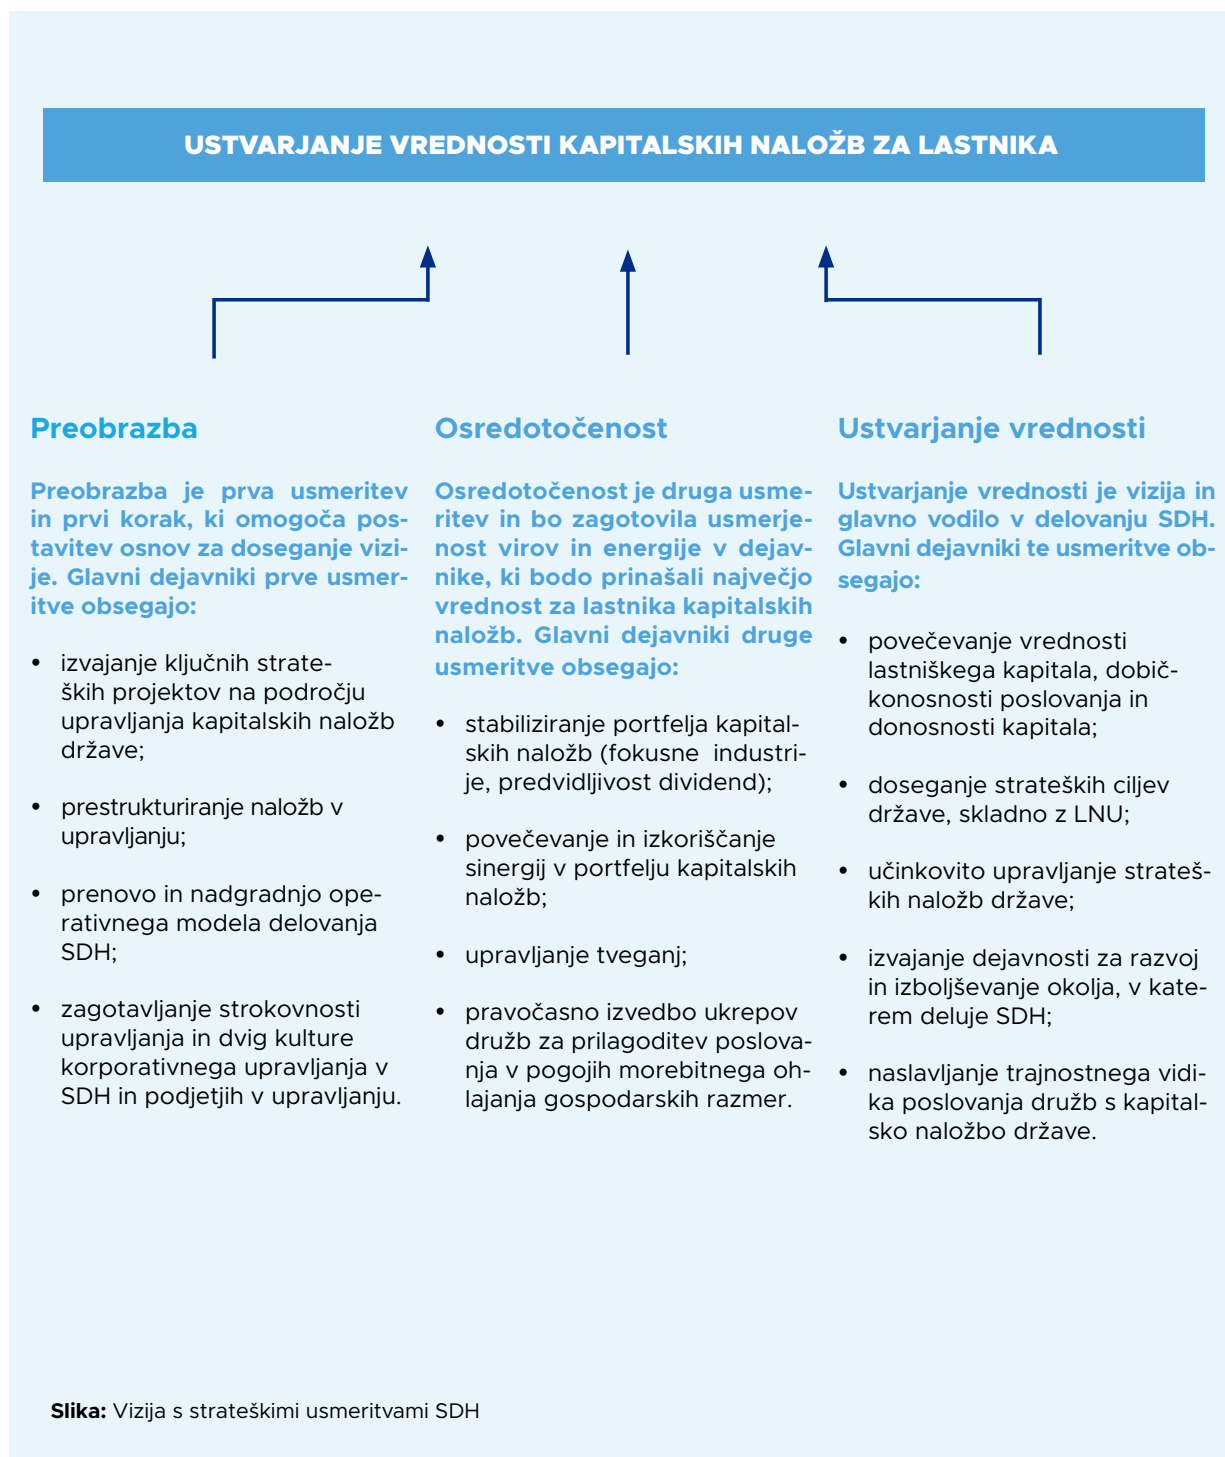 USTVARJANJE VREDNOSTI KAPITALSKIH NALOŽB ZA LASTNIKA
Preobrazba
Preobrazba je prva usmeritev
in prvi korak, ki omogoča pos-
tavitev osnov za doseganje vizi-
je. Glavni dejavniki prve usmer-
itve obsegajo:
• izvajanje ključnih strate-
ških projektov na področju
upravljanja kapitalskih naložb
države;
• prestrukturiranje naložb v
upravljanju;
• prenovo in nadgradnjo ope-
rativnega modela delovanja
SDH;
• zagotavljanje strokovnosti
upravljanja in dvig kulture
korporativnega upravljanja v
SDH in podjetjih v upravljanju.
Osredotočenost
Osredotočenost je druga usme-
ritev in bo zagotovila usmerje-
nost virov in energije v dejav-
nike, ki bodo prinašali največjo
vrednost za lastnika kapitalskih
naložb. Glavni dejavniki druge
usmeritve obsegajo:
• stabiliziranje portfelja kapital-
skih naložb (fokusne industri-
je, predvidljivost dividend);
• povečevanje in izkoriščanje
sinergij v portfelju kapitalskih
naložb;
• upravljanje tveganj;
• pravočasno izvedbo ukrepov
družb za prilagoditev poslova-
nja v pogojih morebitnega oh-
lajanja gospodarskih razmer.
Ustvarjanje vrednosti
Ustvarjanje vrednosti je vizija in
glavno vodilo v delovanju SDH.
Glavni dejavniki te usmeritve ob-
segajo:
• povečevanje vrednosti
lastniškega kapitala, dobič-
konosnosti poslovanja in
donosnosti kapitala;
• doseganje strateških ciljev
države, skladno z LNU;
• učinkovito upravljanje strateš-
kih naložb države;
• izvajanje dejavnosti za razvoj
in izboljševanje okolja, v kate-
rem deluje SDH;
• naslavljanje trajnostnega vidi-
ka poslovanja družb s kapital-
sko naložbo države.
Slika: Vizija s strateškimi usmeritvami SDH